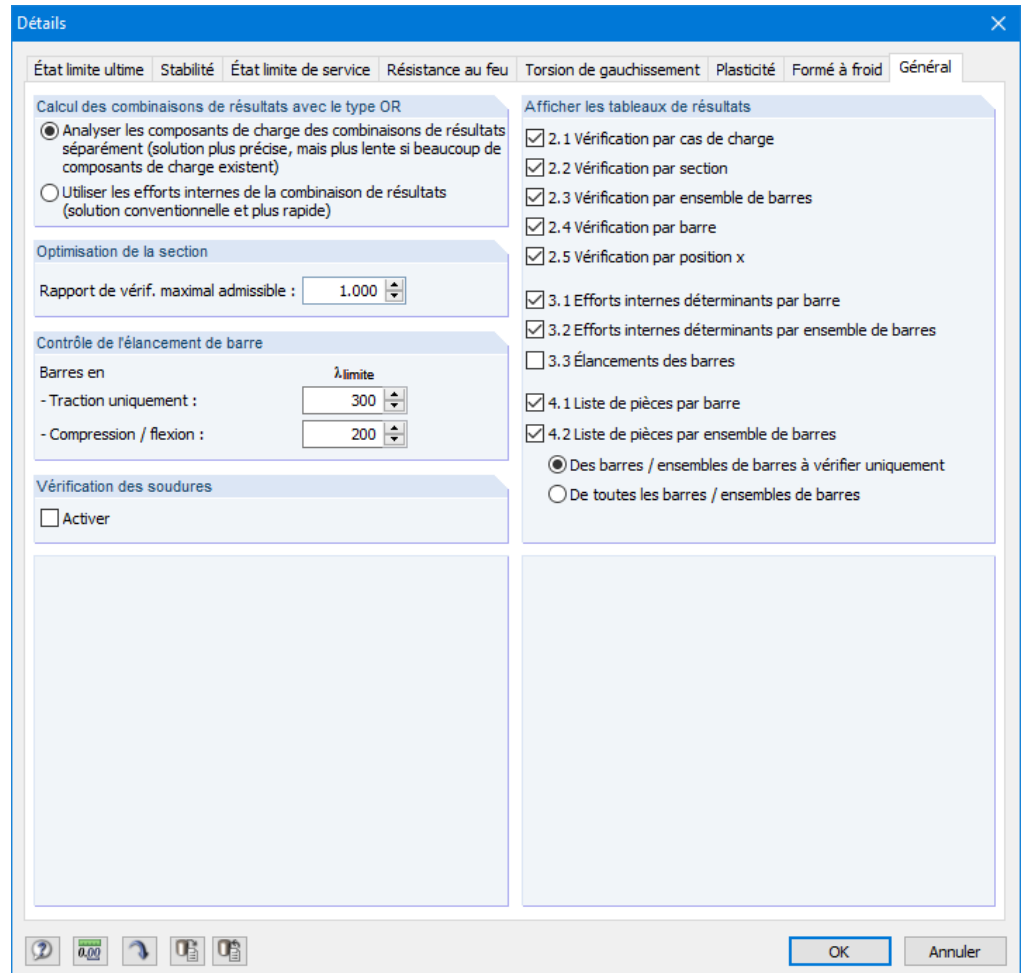 Détails
État limite ultime
Stabilité
État limite de service
Résistance au feu
Torsion de gauchissement
Plasticité
Formé à froid
Général
Calcul des combinaisons de résultats avec le type OR
Analyser les composants de charge des combinaisons de résultats
séparément (solution plus précise, mais plus lente si beaucoup de
composants de charge existent)
Utiliser les efforts internes de la combinaison de résultats
(solution conventionnelle et plus rapide)
Optimisation de la section
Rapport de vérif. maximal admissible : 1.000
Contrôle de l'élancement de barre
Barres en λlimite
- Traction uniquement : 300
- Compression / flexion : 200
Vérification des soudures
Activer
Afficher les tableaux de résultats
2.1 Vérification par cas de charge
2.2 Vérification par section
2.3 Vérification par ensemble de barres
2.4 Vérification par barre
2.5 Vérification par position x
3.1 Efforts internes déterminants par barre
3.2 Efforts internes déterminants par ensemble de barres
3.3 Élancements des barres
4.1 Liste de pièces par barre
4.2 Liste de pièces par ensemble de barres
Des barres / ensembles de barres à vérifier uniquement
De toutes les barres / ensembles de barres
0.00
OK
Annuler